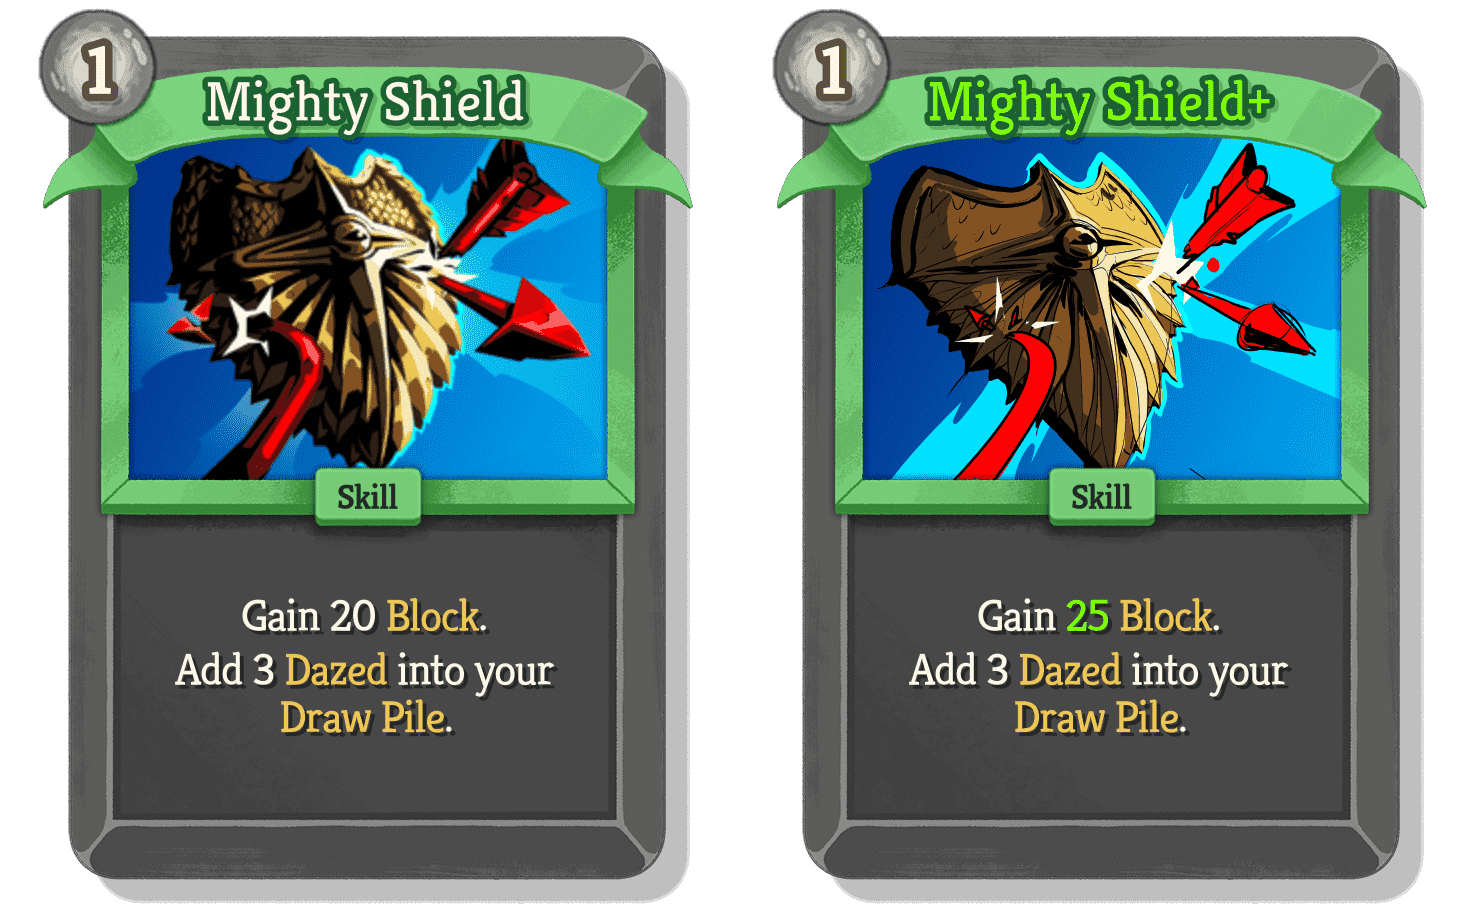 1
Mighty Shield
Skill
Gain 20 Block.
Add 3 Dazed into your
Draw Pile.
1
Mighty Shield+
Skill
Gain 25 Block.
Add 3 Dazed into your
Draw Pile.